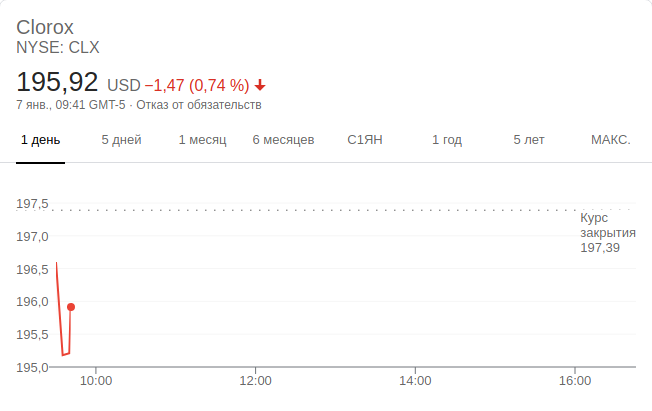 Clorox
NYSE: CLX
195,92 USD −1,47 (0,74 %)
7 янв., 09:41 GMT-5 · Отказ от обязательств
1 день 5 дней 1 месяц 6 месяцев С1ЯН 1 год 5 лет МАКС.
197,5
Курс
закрытия
197,39
197,0
196,5
196,0
195,5
195,0
10:00 12:00 14:00 16:00